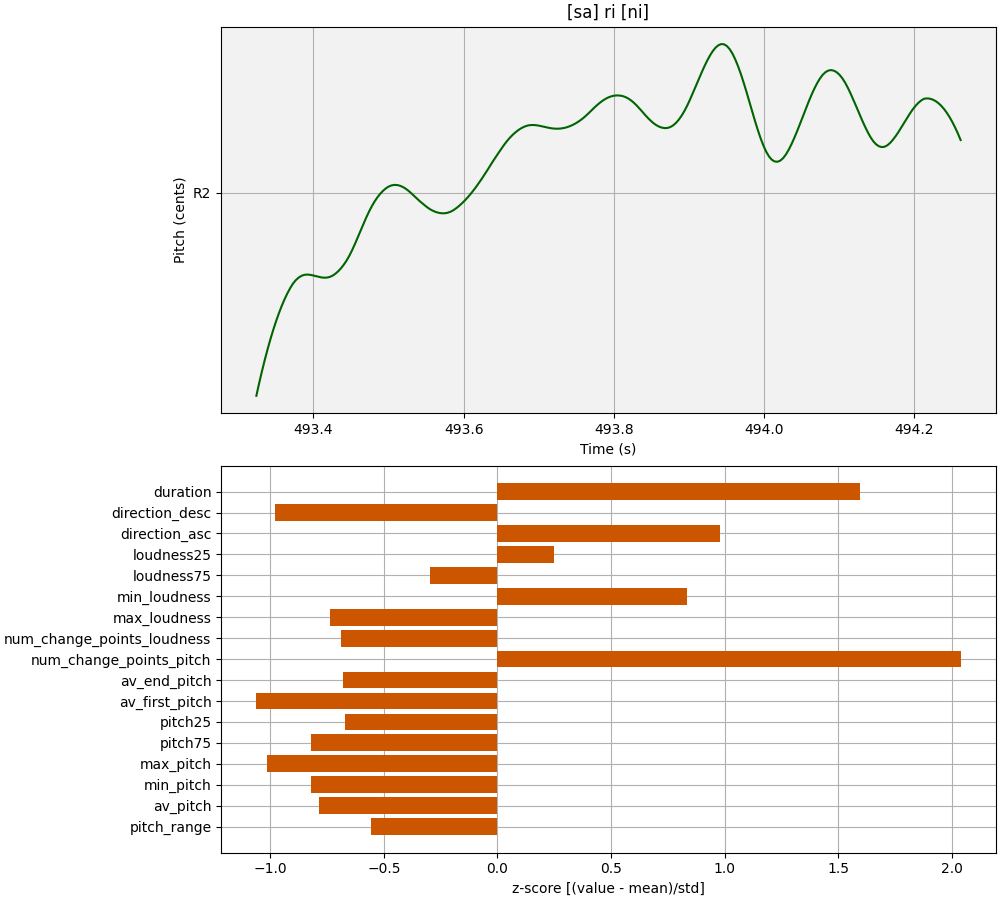 [sa] ri [ni]
R2
Pitch (cents)
493.4 493.6 493.8 494.0 494.2
Time (s)
duration
direction_desc
direction_asc
loudness25
loudness75
min_loudness
max_loudness
num_change_points_loudness
num_change_points_pitch
av_end_pitch
av_first_pitch
pitch25
pitch75
max_pitch
min_pitch
av_pitch
pitch_range
−1.0 −0.5 0.0 0.5 1.0 1.5 2.0
z-score [(value - mean)/std]